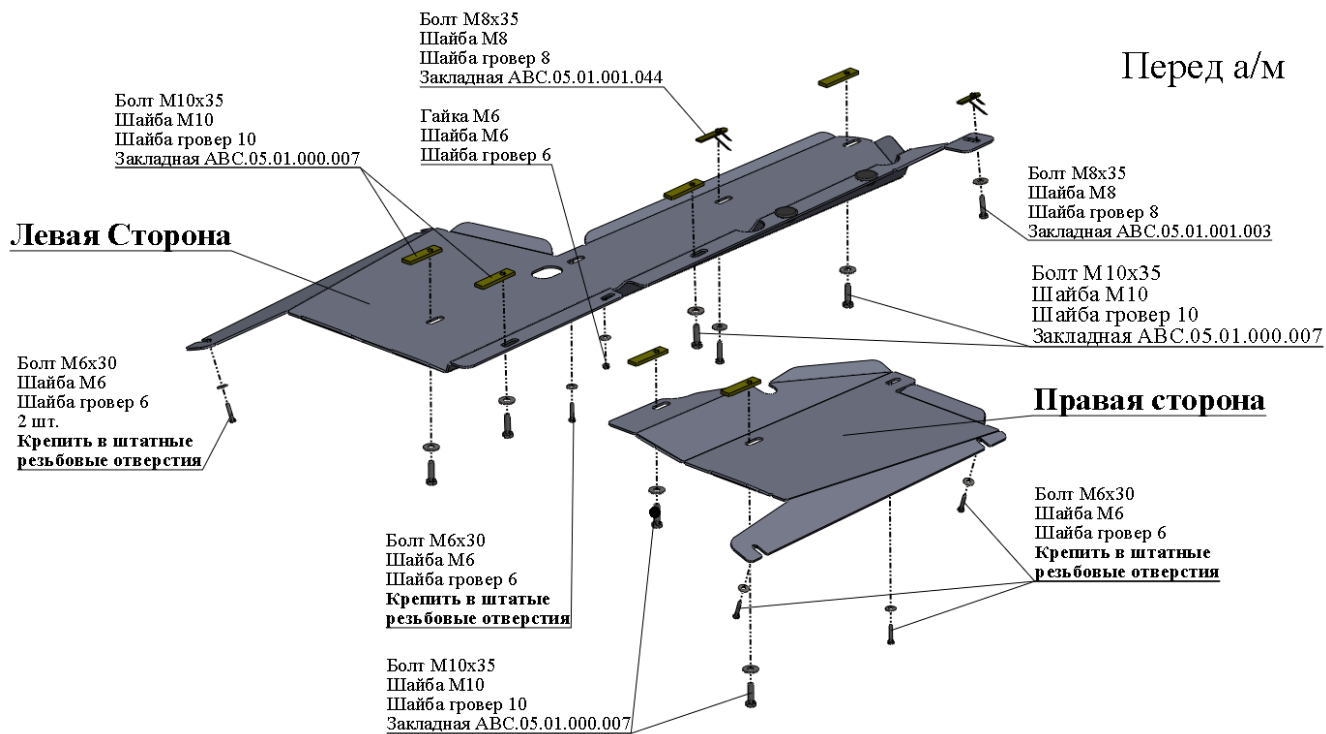 Болт М8х35
Шайба М8
Шайба гровер 8
Закладная АВС.05.01.001.044
Перед а/м
Болт М10х35
Шайба М10
Шайба гровер 10
Закладная АВС.05.01.000.007
Гайка М6
Шайба М6
Шайба гровер 6
Болт М8х35
Шайба М8
Шайба гровер 8
Закладная АВС.05.01.001.003
Левая Сторона
Болт М10х35
Шайба М10
Шайба гровер 10
Закладная АВС.05.01.000.007
Болт М6х30
Шайба М6
Шайба гровер 6
2 шт.
Крепить в штатные
резьбовые отверстия
Правая сторона
Болт М6х30
Шайба М6
Шайба гровер 6
Крепить в штатные
резьбовые отверстия
Болт М6х30
Шайба М6
Шайба гровер 6
Крепить в штатые
резьбовые отверстия
Болт М10х35
Шайба М10
Шайба гровер 10
Закладная АВС.05.01.000.007